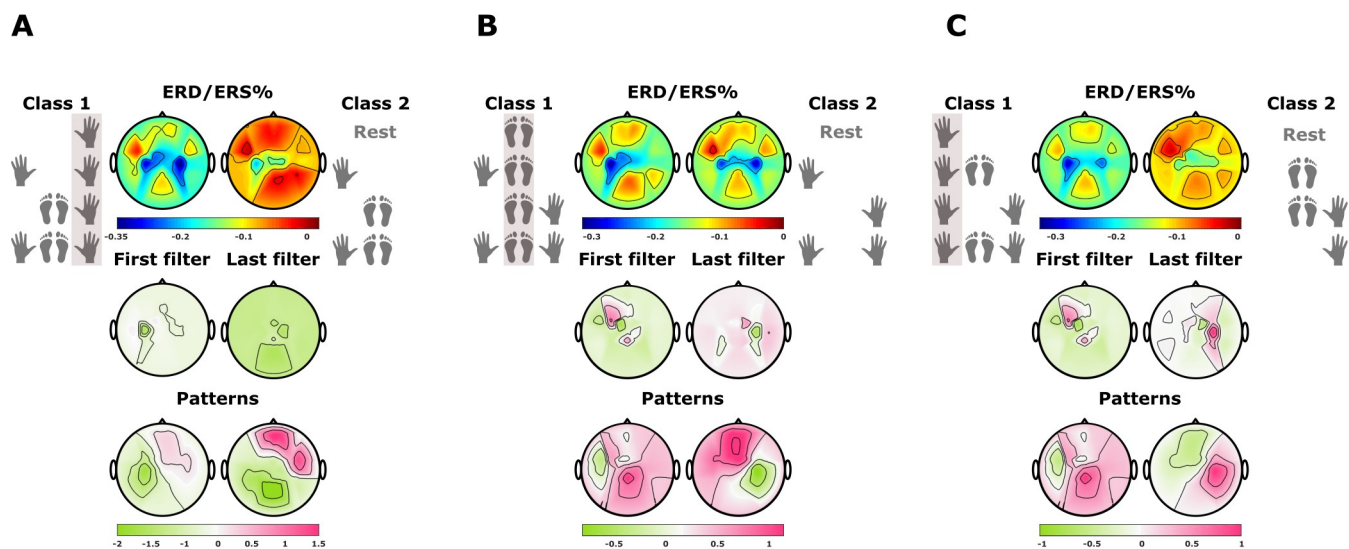 A
B
C
ERD/ERS%
Class 1
Class 2
Rest
-0.35 -0.2 -0.1 0
First filter Last filter
Patterns
-2 -1.5 -1 -0.5 0 0.5 1 1.5
ERD/ERS%
Class 1
Class 2
Rest
-0.3 -0.2 -0.1 0
First filter Last filter
Patterns
-0.5 0 0.5 1
ERD/ERS%
Class 1
Class 2
Rest
-0.3 -0.2 -0.1 0
First filter Last filter
Patterns
-1 -0.5 0 0.5 1